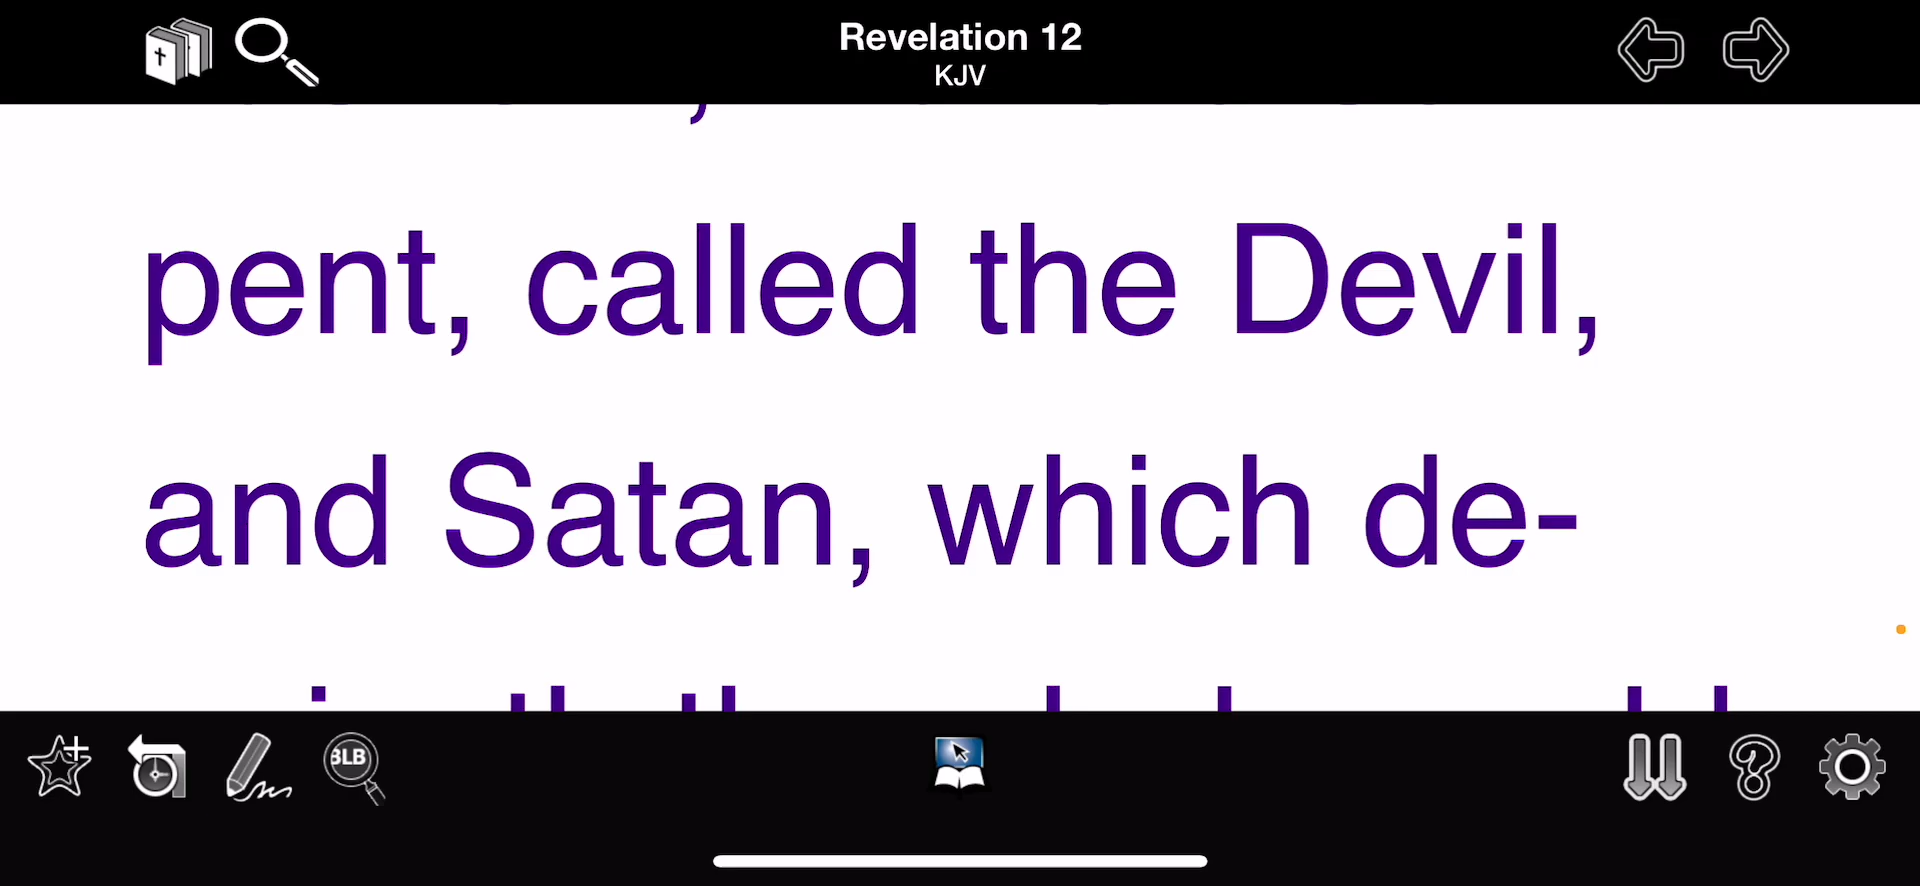 Revelation 12
KJV
pent, called the Devil,
and Satan, which de-
BLB